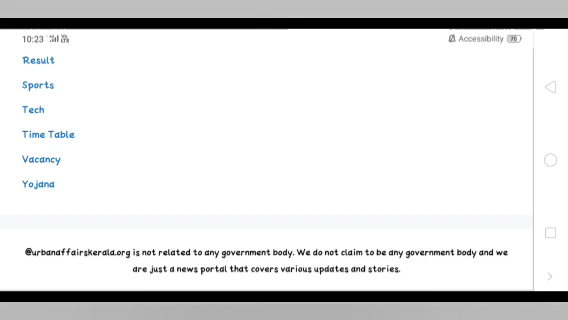 10:23
Accessibility 70
Result
Sports
Tech
Time Table
Vacancy
Yojana
@urbanaffairskerala.org is not related to any government body. We do not claim to be any government body and we
are just a news portal that covers various updates and stories.